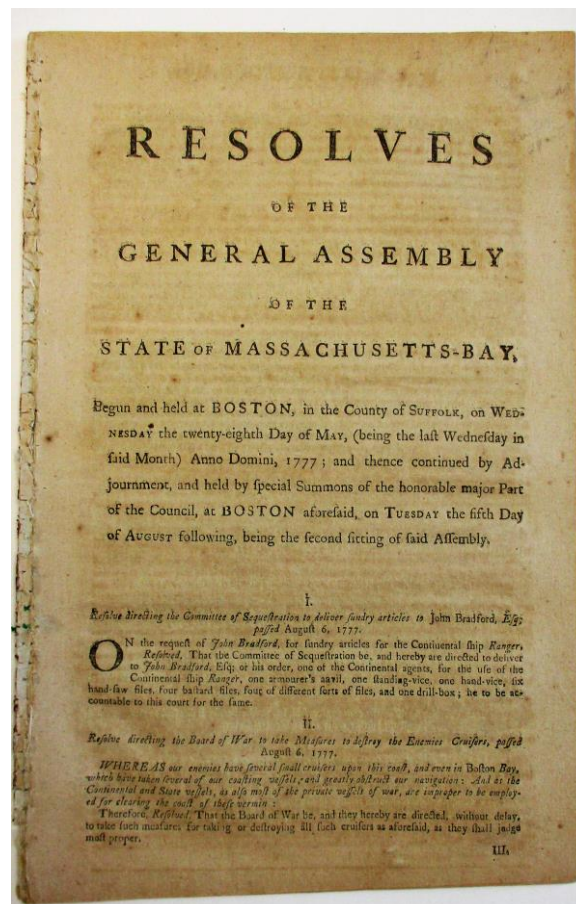 RESOLVES
OF THE
GENERAL ASSEMBLY
OF THE
STATE OF MASSACHUSETTS-BAY,
Begun and held at BOSTON, in the County of SUFFOLK, on WED-
NESDAY the twenty-eighth Day of MAY, (being the laſt Wedneſday in
ſaid Month) Anno Domini, 1777; and thence continued by Ad-
journment, and held by ſpecial Summons of the honorable major Part
of the Council, at BOSTON aforeſaid, on TUESDAY the fifth Day
of AUGUST following, being the ſecond ſitting of ſaid Aſſembly.
I.
Reſolve directing the Committee of Sequeſtration to deliver ſundry articles to John Bradford, Eſq;
paſſed Auguſt 6, 1777.
ON the requeſt of John Bradford, for ſundry articles for the Continental ſhip Ranger,
Reſolved, That the Committee of Sequeſtration be, and hereby are directed to deliver
to John Bradford, Eſq; or his order, one of the Continental agents, for the uſe of the
Continental ſhip Ranger, one armourer's anvil, one ſtanding-vice, one hand-vice, ſix
hand-ſaw files, four baſtard files, four of different ſorts of files, and one drill-box; he to be ac-
countable to this court for the ſame.
II.
Reſolve directing the Board of War to take Meaſures to deſtroy the Enemies Cruiſers, paſſed
Auguſt 6, 1777.
WHEREAS our enemies have ſeveral ſmall cruiſers upon this coaſt, and even in Boſton Bay,
which have taken ſeveral of our coaſting veſſels, and greatly obſtruct our navigation: And as the
Continental and State veſſels, as alſo moſt of the private veſſels of war, are improper to be employ-
ed for clearing the coaſt of theſe vermin:
Therefore, Reſolved, That the Board of War be, and they hereby are directed, without delay,
to take ſuch meaſures for taking or deſtroying all ſuch cruiſers as aforeſaid, as they ſhall judge
moſt proper.
III.